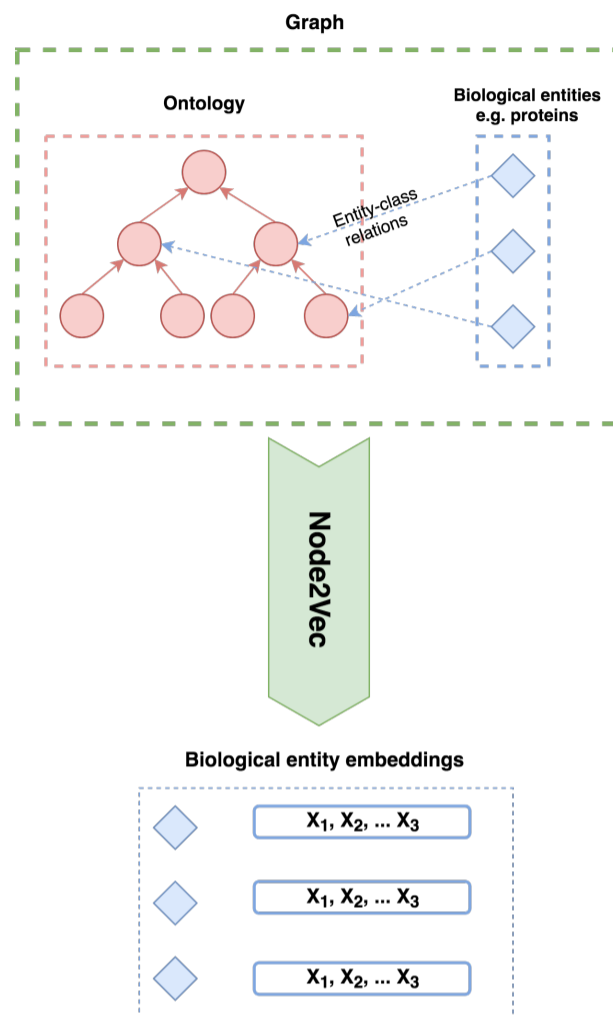 Graph
Ontology
Biological entities
e.g. proteins
Entity-class
relations
Node2Vec
Biological entity embeddings
X₁, X₂, ... X₃
X₁, X₂, ... X₃
X₁, X₂, ... X₃